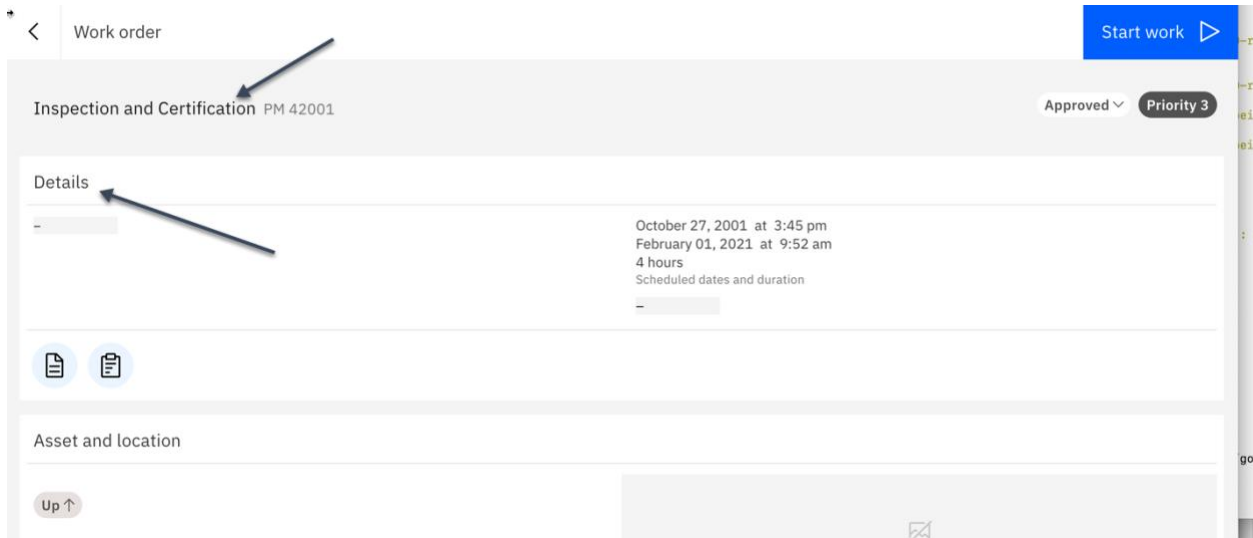 Work order
Start work
Inspection and Certification PM 42001
Approved
Priority 3
Details
–
October 27, 2001 at 3:45 pm
February 01, 2021 at 9:52 am
4 hours
Scheduled dates and duration
–
Asset and location
Up ↑